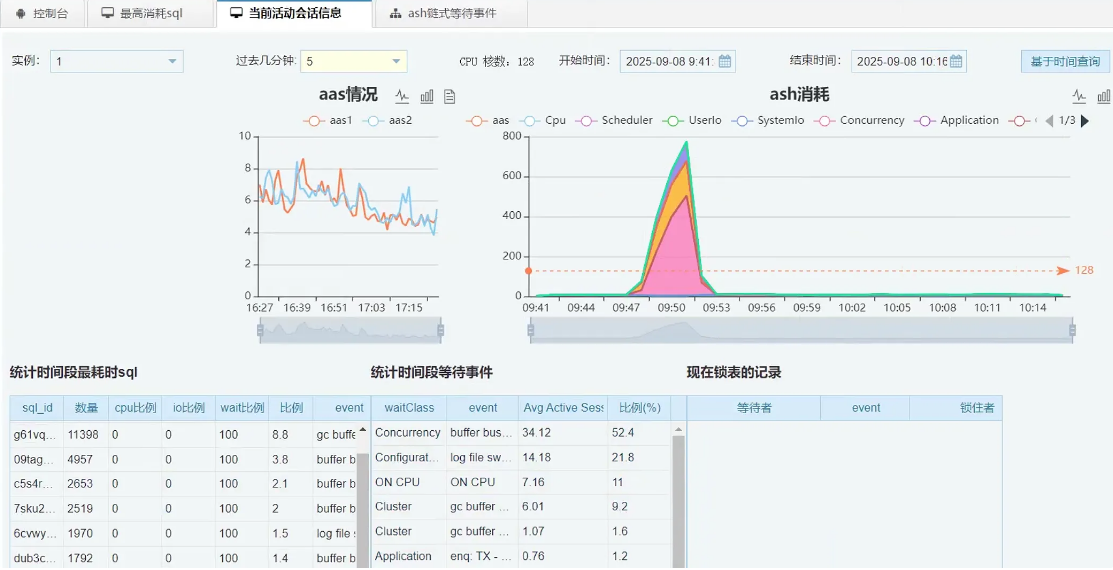 控制台 最高消耗sql 当前活动会话信息 ash链式等待事件
实例: 1 过去几分钟: 5 CPU 核数: 128 开始时间: 2025-09-08 9:41: 结束时间: 2025-09-08 10:16 基于时间查询
aas情况 ash消耗
aas1 aas2 aas Cpu Scheduler UserIo SystemIo Concurrency Application 1/3
10 800
8
600
6
400
4
200
2
128
0 0
16:27 16:39 16:51 17:03 17:15 09:41 09:44 09:47 09:50 09:53 09:56 09:59 10:02 10:05 10:08 10:11 10:14
统计时间段最耗时sql 统计时间段等待事件 现在锁表的记录
sql_id 数量 cpu比例 io比例 wait比例 比例 event waitClass event Avg Active Sess 比例(%) 等待者 event 锁住者
g61vq... 11398 0 0 100 8.8 gc buffe Concurrency buffer bus... 34.12 52.4
09tag... 4957 0 0 100 3.8 buffer b Configurat... log file sw... 14.18 21.8
c5s4r... 2653 0 0 100 2.1 buffer b ON CPU ON CPU 7.16 11
7sku2... 2519 0 0 100 2 buffer b Cluster gc buffer ... 6.01 9.2
6cvwy... 1970 0 0 100 1.5 log file Cluster gc buffer ... 1.07 1.6
dub3c... 1792 0 0 100 1.4 buffer b Application enq: TX - ... 0.76 1.2